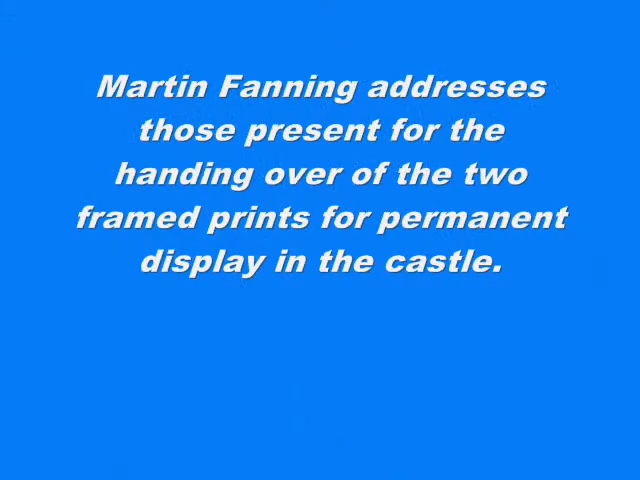 Martin Fanning addresses
those present for the
handing over of the two
framed prints for permanent
display in the castle.